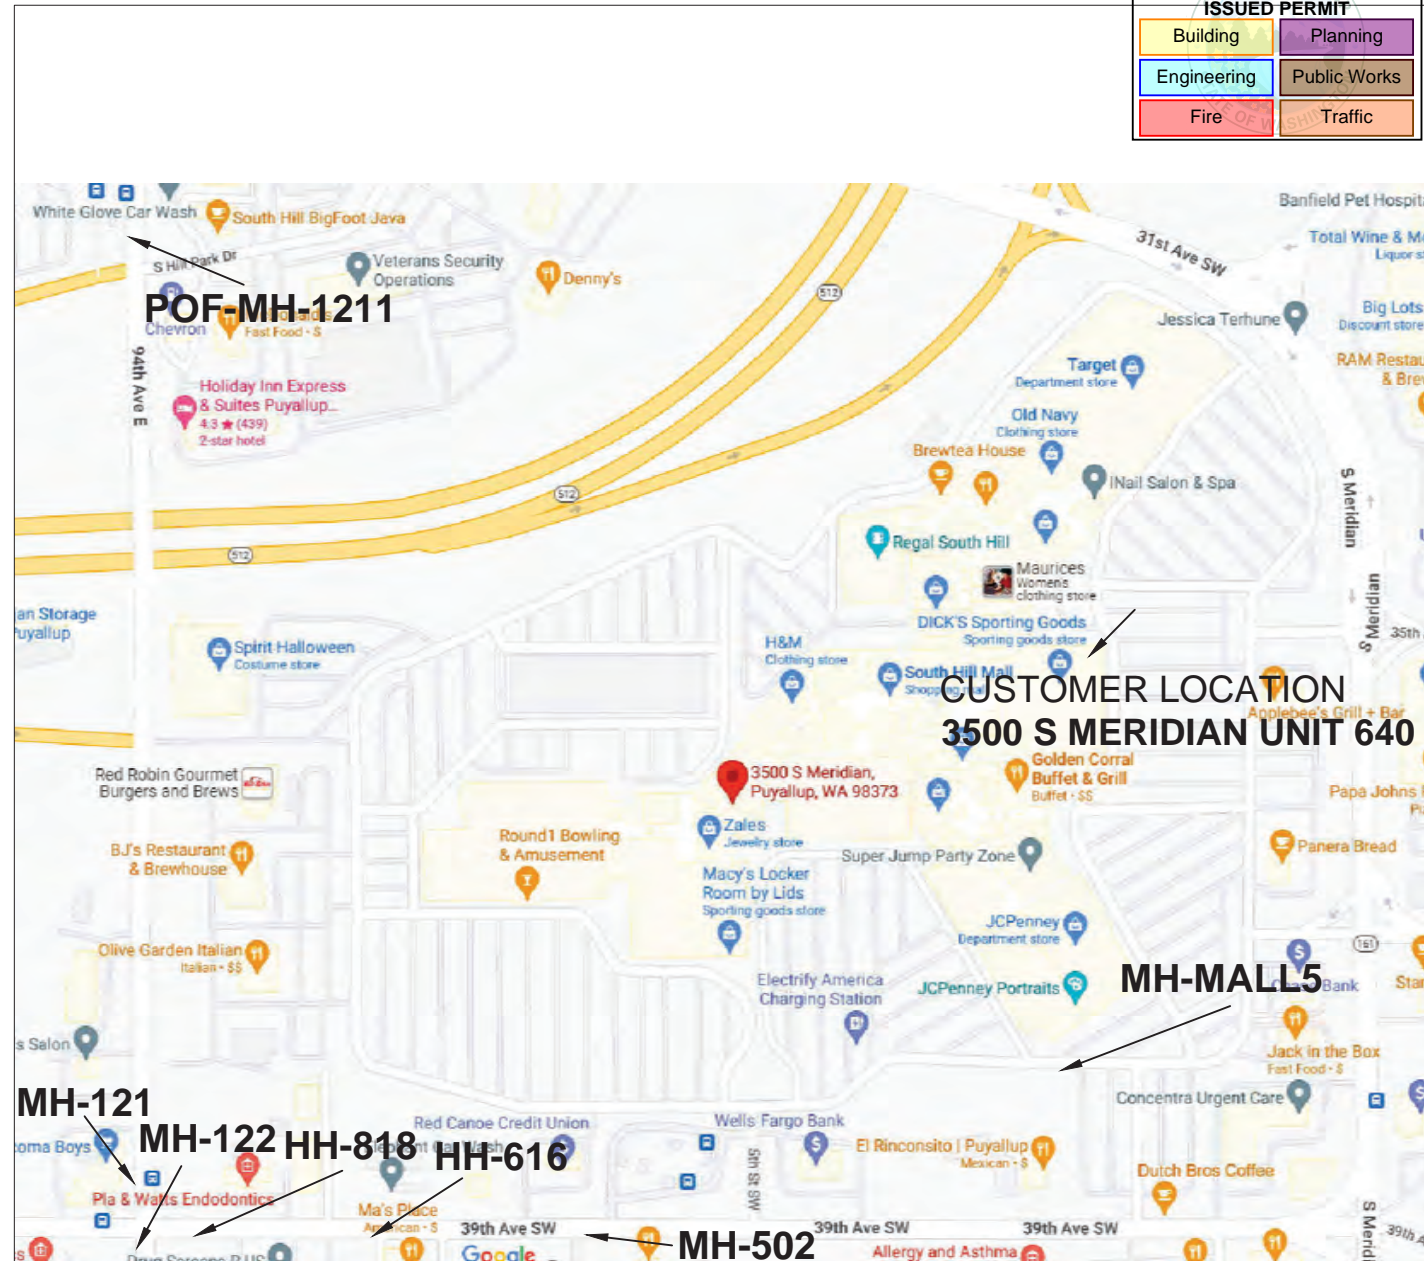 ISSUED PERMIT
Building
Planning
Engineering
Public Works
Fire
Traffic
OF WASHINGTON
White Glove Car Wash
South Hill BigFoot Java
Banfield Pet
31st Ave SW
Total Wine &
Liquor
S Hill Park Dr
Veterans Security
Operations
Denny's
512
POF-MH-1211
Chevron
Fast Food · $
Jessica Terhune
Big Lots
Discount store
94th Ave E
Target
Department store
RAM
&
Holiday Inn Express
& Suites Puyallup...
4.3 ★ (439)
2-star hotel
Old Navy
Clothing store
Brewtea House
iNail Salon & Spa
S Meridian
512
512
Regal South Hill
Maurices
Women's
clothing store
S Meridian
Storage
DICK'S Sporting Goods
Sporting goods store
35th
Spirit Halloween
Costume store
H&M
Clothing store
South Hill Mall
CUSTOMER LOCATION
Applebee's Grill + Bar
3500 S MERIDIAN UNIT 640
Red Robin Gourmet
Burgers and Brews
3500 S Meridian,
Puyallup, WA 98373
Golden Corral
Buffet & Grill
Buffet · $$
Papa Johns
BJ's Restaurant
& Brewhouse
Round1 Bowling
& Amusement
Zales
Jewelry store
Super Jump Party Zone
Panera Bread
Macy's Locker
Room by Lids
Sporting goods store
JCPenney
Department store
Olive Garden Italian
Italian · $$
161
Electrify America
Charging Station
JCPenney Portraits
MH-MALL5
Bank
Salon
Jack in the Box
Fast Food · $
MH-121
Concentra Urgent Care
Red Canoe Credit Union
Wells Fargo Bank
Boys
MH-122
HH-818
HH-616
El Rinconsito | Puyallup
Mexican · $
5th St SW
Dutch Bros Coffee
Pla & Watts Endodontics
Ma's Place
American · $
39th Ave SW
39th Ave SW
39th Ave SW
S
39th
MH-502
Google
Allergy and Asthma